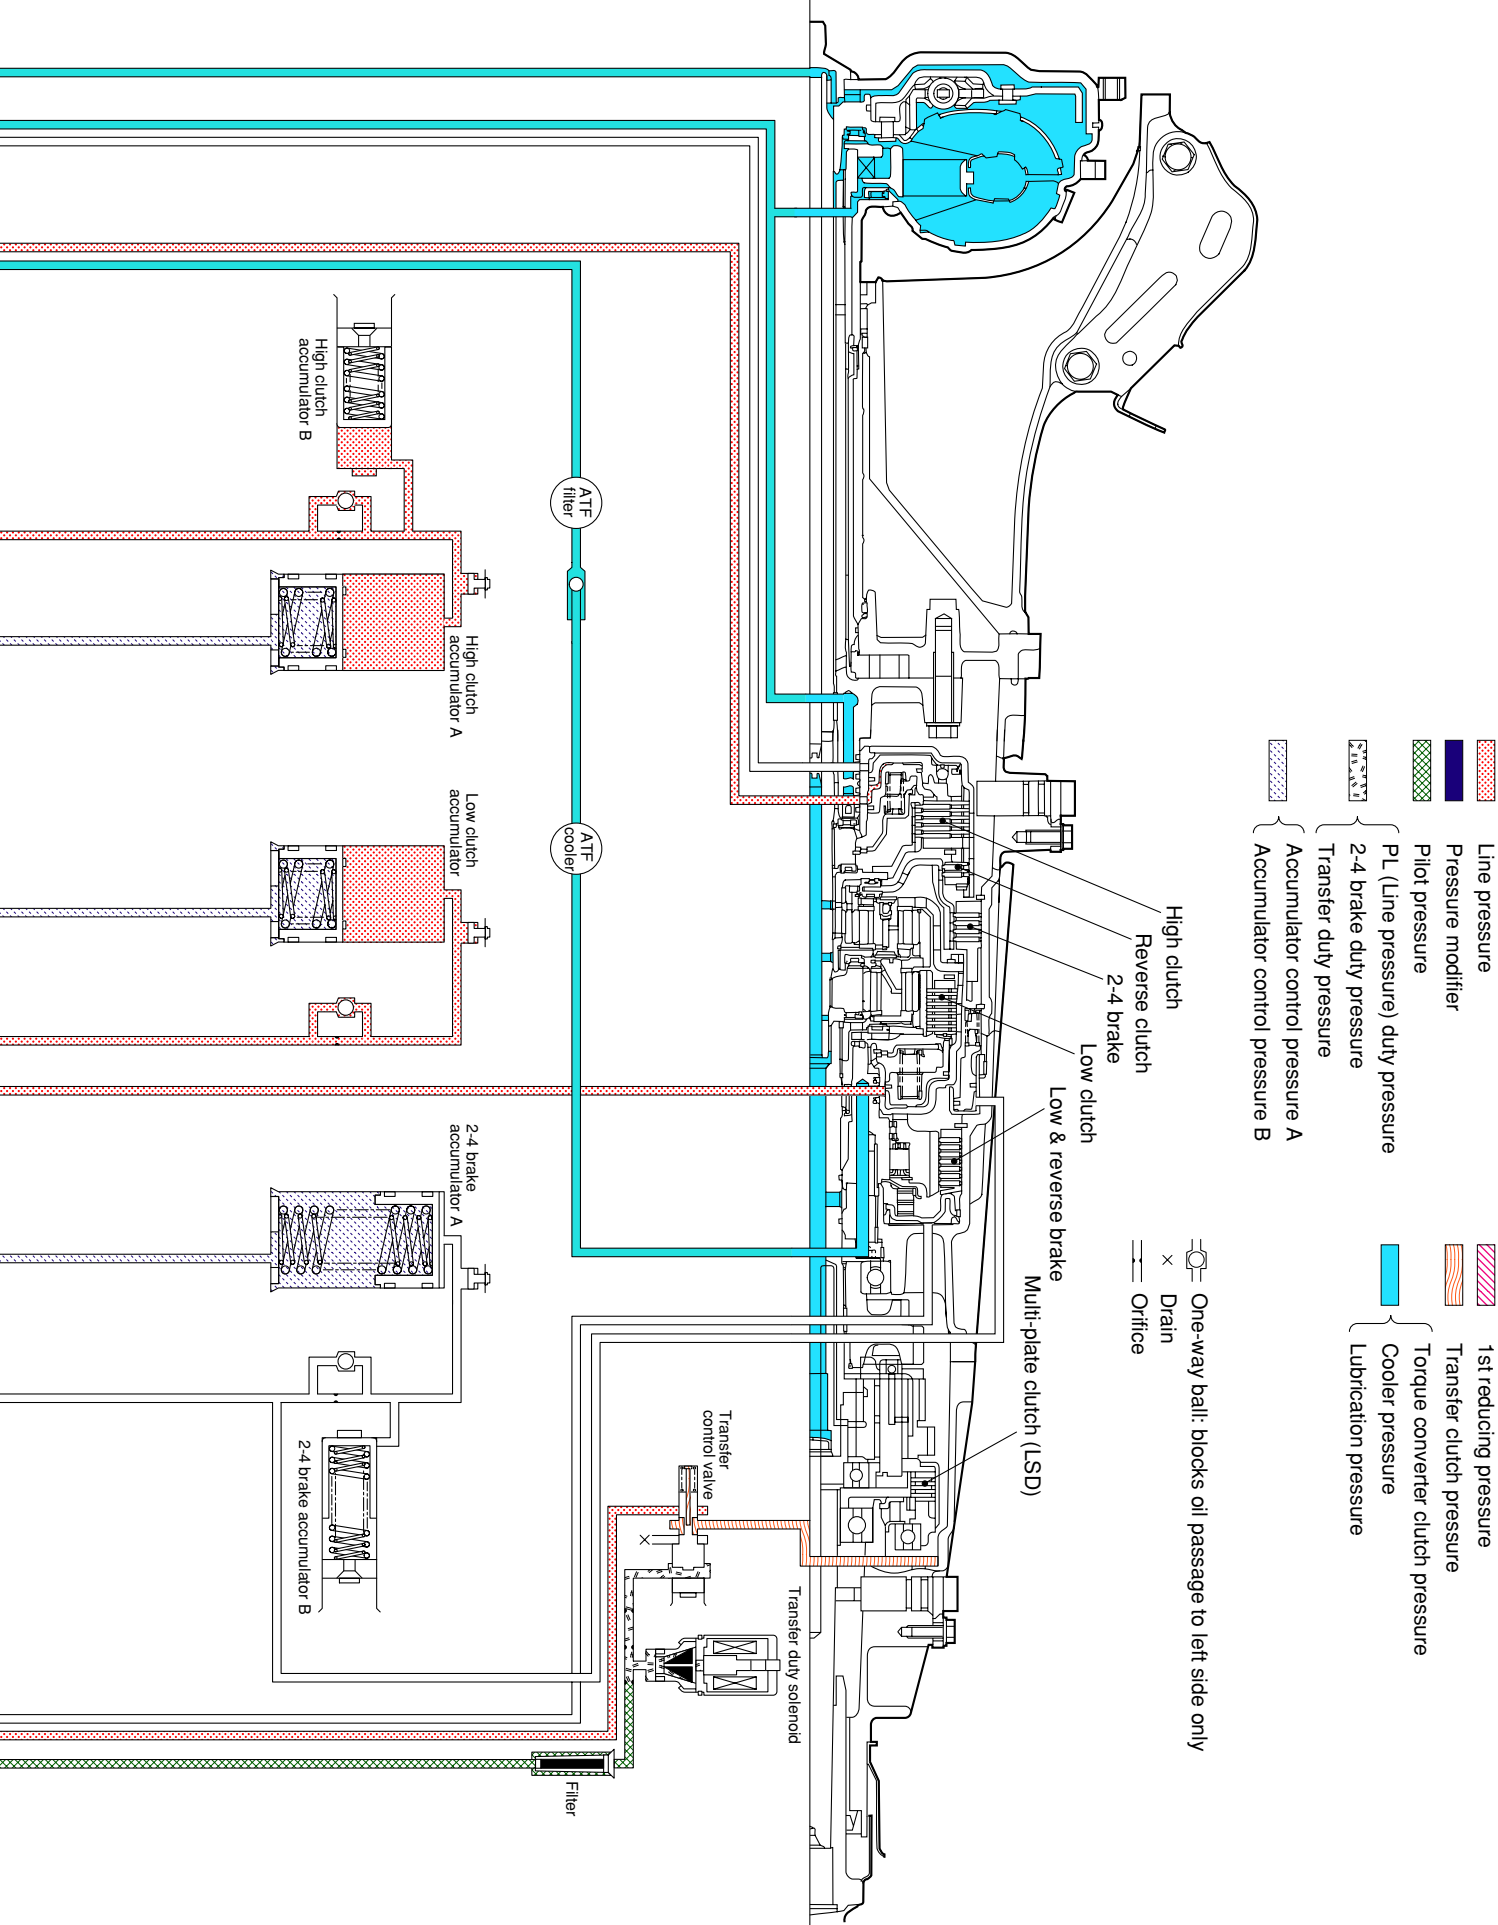 Line pressure
Pressure modifier
Pilot pressure
PL (Line pressure) duty pressure
2-4 brake duty pressure
Transfer duty pressure
Accumulator control pressure A
Accumulator control pressure B
1st reducing pressure
Transfer clutch pressure
Torque converter clutch pressure
Cooler pressure
Lubrication pressure
One-way ball: blocks oil passage to left side only
× Drain
Orifice
High clutch
Reverse clutch
2-4 brake
Low clutch
Low & reverse brake
Multi-plate clutch (LSD)
Transfer duty solenoid
Transfer
control valve
×
ATF
filter
ATF
cooler
Filter
High clutch
accumulator A
Low clutch
accumulator
2-4 brake
accumulator A
High clutch
accumulator B
2-4 brake accumulator B